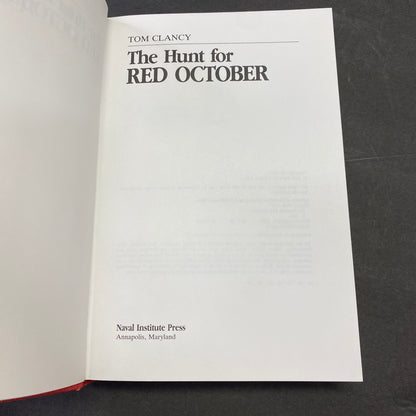 TOM CLANCY
The Hunt for
RED OCTOBER
Naval Institute Press
Annapolis, Maryland